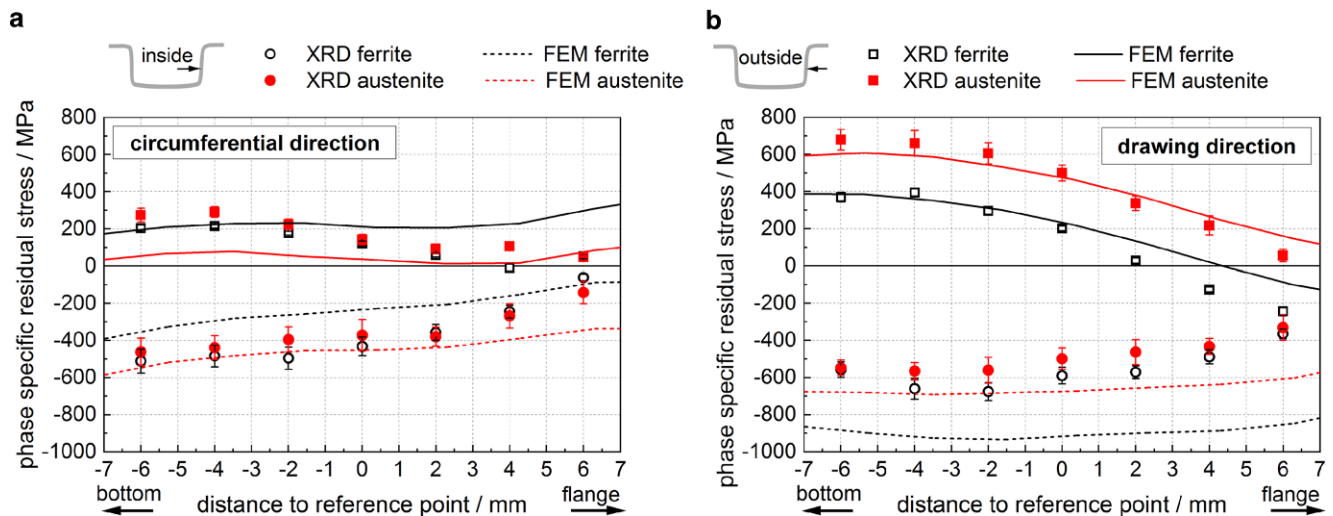 a
inside
XRD ferrite
FEM ferrite
XRD austenite
FEM austenite
phase specific residual stress / MPa
800
600
400
200
0
-200
-400
-600
-800
-1000
circumferential direction
-7 -6 -5 -4 -3 -2 -1 0 1 2 3 4 5 6 7
bottom
distance to reference point / mm
flange
b
outside
XRD ferrite
FEM ferrite
XRD austenite
FEM austenite
phase specific residual stress / MPa
800
600
400
200
0
-200
-400
-600
-800
-1000
drawing direction
-7 -6 -5 -4 -3 -2 -1 0 1 2 3 4 5 6 7
bottom
distance to reference point / mm
flange